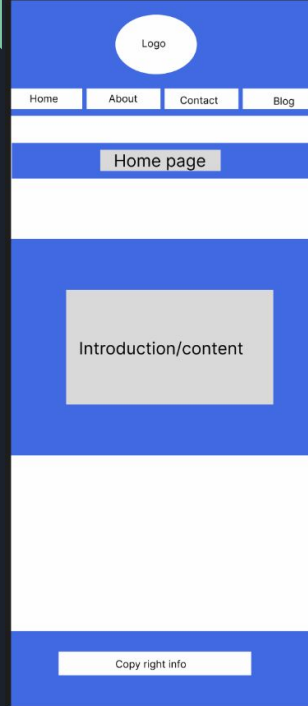 Logo
Home About Contact Blog
Home page
Introduction/content
Copy right info